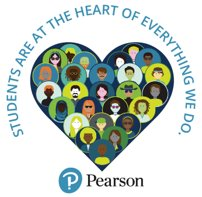 STUDENTS ARE AT THE HEART OF EVERYTHING WE DO.
Pearson